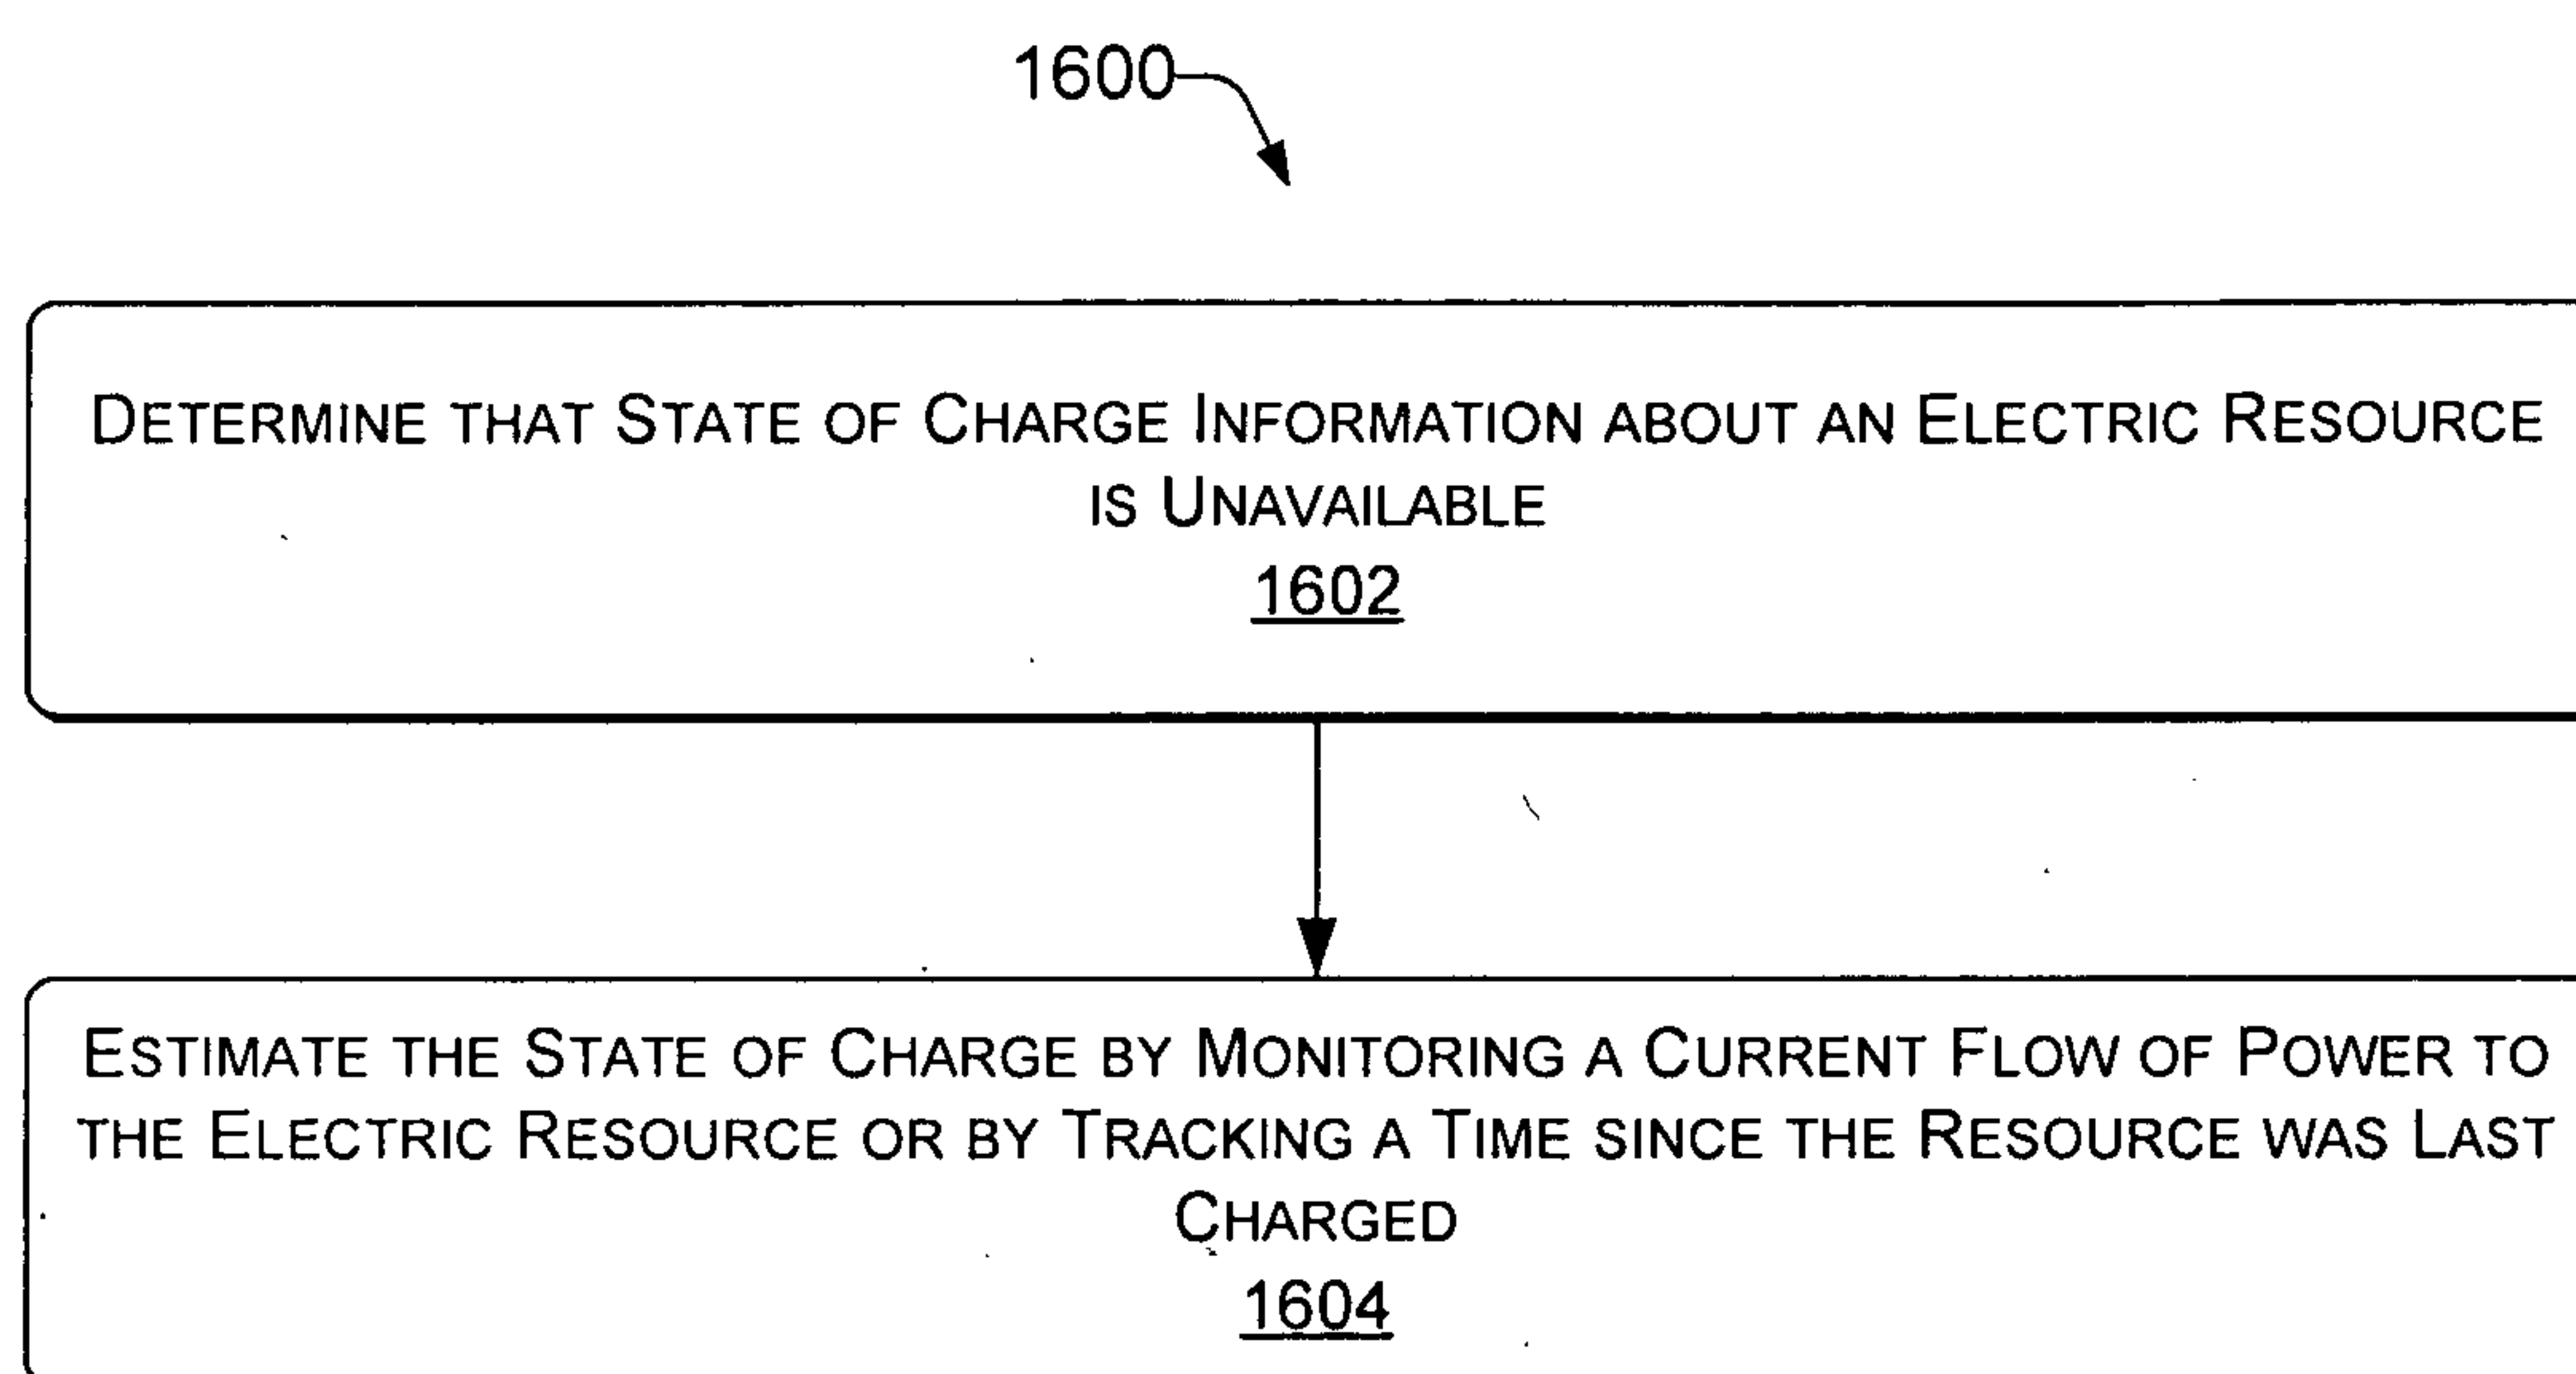 1600
DETERMINE THAT STATE OF CHARGE INFORMATION ABOUT AN ELECTRIC RESOURCE
IS UNAVAILABLE
1602
ESTIMATE THE STATE OF CHARGE BY MONITORING A CURRENT FLOW OF POWER TO
THE ELECTRIC RESOURCE OR BY TRACKING A TIME SINCE THE RESOURCE WAS LAST
CHARGED
1604